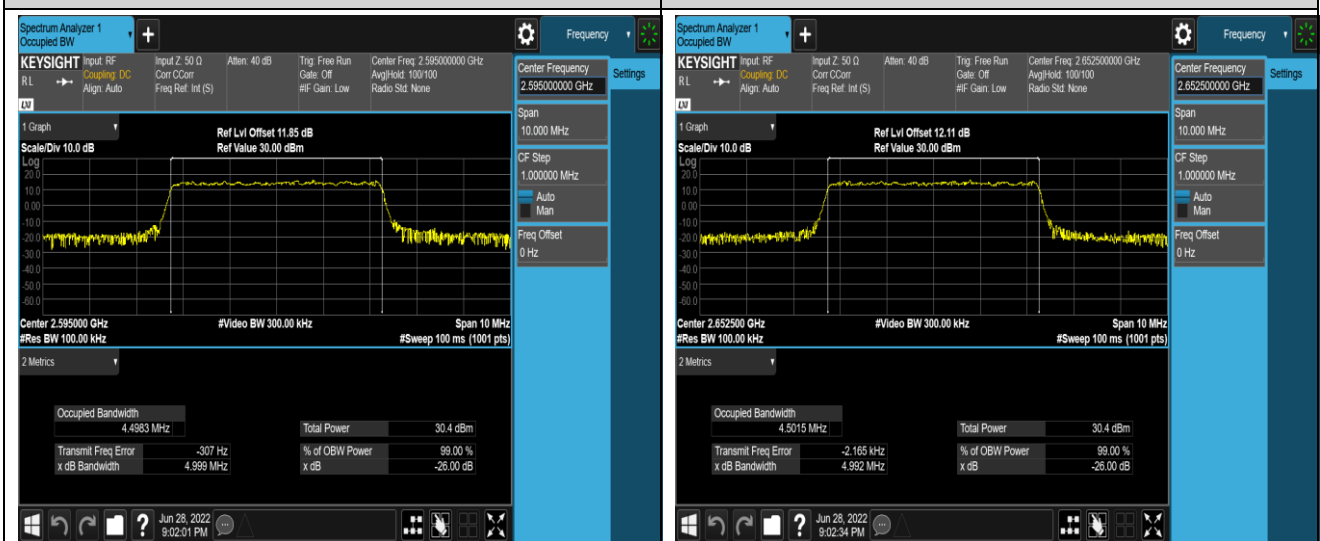 Spectrum Analyzer 1
Occupied BW
+
Frequency
KEYSIGHT
RL
LXI
Input: RF
Coupling: DC
Align: Auto
Input Z: 50 Ω
Corr CCorr
Freq Ref: Int (S)
Atten: 40 dB
Trig: Free Run
Gate: Off
#IF Gain: Low
Center Freq: 2.595000000 GHz
Avg|Hold: 100/100
Radio Std: None
Center Frequency
2.595000000 GHz
Settings
Span
10.000 MHz
CF Step
1.000000 MHz
Auto
Man
Freq Offset
0 Hz
1 Graph
Scale/Div 10.0 dB
Ref Lvl Offset 11.85 dB
Ref Value 30.00 dBm
Log
20.0
10.0
0.00
-10.0
-20.0
-30.0
-40.0
-50.0
-60.0
Center 2.595000 GHz
#Res BW 100.00 kHz
#Video BW 300.00 kHz
Span 10 MHz
#Sweep 100 ms (1001 pts)
2 Metrics
Occupied Bandwidth
4.4983 MHz
Transmit Freq Error -307 Hz
x dB Bandwidth 4.999 MHz
Total Power 30.4 dBm
% of OBW Power 99.00 %
x dB -26.00 dB
?
Jun 28, 2022
9:02:01 PM
Spectrum Analyzer 1
Occupied BW
+
Frequency
KEYSIGHT
RL
LXI
Input: RF
Coupling: DC
Align: Auto
Input Z: 50 Ω
Corr CCorr
Freq Ref: Int (S)
Atten: 40 dB
Trig: Free Run
Gate: Off
#IF Gain: Low
Center Freq: 2.652500000 GHz
Avg|Hold: 100/100
Radio Std: None
Center Frequency
2.652500000 GHz
Settings
Span
10.000 MHz
CF Step
1.000000 MHz
Auto
Man
Freq Offset
0 Hz
1 Graph
Scale/Div 10.0 dB
Ref Lvl Offset 12.11 dB
Ref Value 30.00 dBm
Log
20.0
10.0
0.00
-10.0
-20.0
-30.0
-40.0
-50.0
-60.0
Center 2.652500 GHz
#Res BW 100.00 kHz
#Video BW 300.00 kHz
Span 10 MHz
#Sweep 100 ms (1001 pts)
2 Metrics
Occupied Bandwidth
4.5015 MHz
Transmit Freq Error -2.165 kHz
x dB Bandwidth 4.992 MHz
Total Power 30.4 dBm
% of OBW Power 99.00 %
x dB -26.00 dB
?
Jun 28, 2022
9:02:34 PM